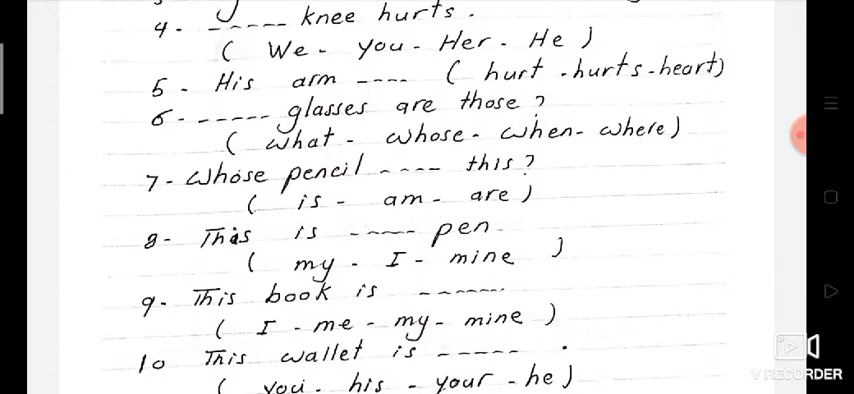 4 - ----- knee hurts.
( We - you - Her - He )
5 - His arm ---- ( hurt - hurts - heart)
6 - ----- glasses are those ?
( what - whose - when - where )
7 - Whose pencil ---- this ?
( is - am - are )
8 - This is ----- pen
( my - I - mine )
9 - This book is ------
( I - me - my - mine )
10 This wallet is ----- .
( you - his - your - he )
V RECORDER